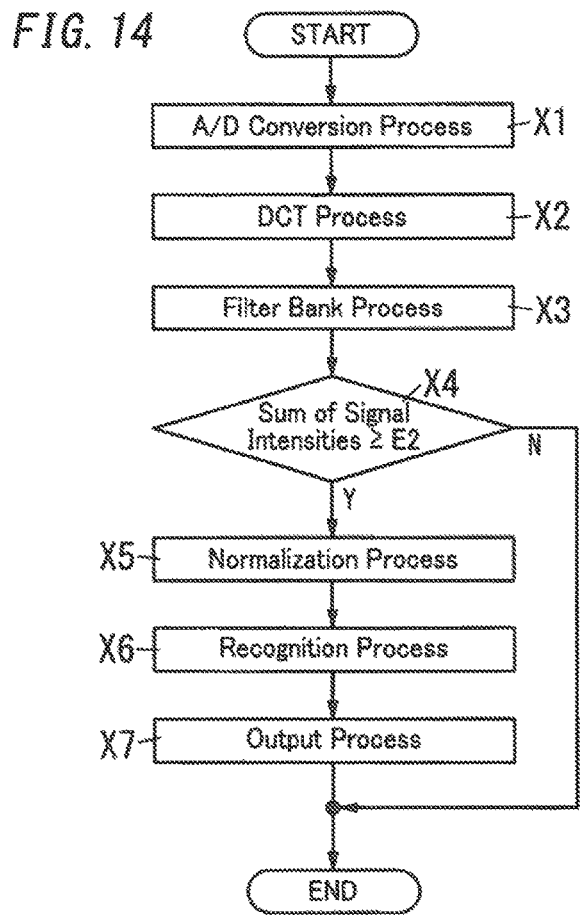 FIG. 14
START
A/D Conversion Process
X1
DCT Process
X2
Filter Bank Process
X3
X4
Sum of Signal
Intensities ≥ E2
N
Y
X5
Normalization Process
X6
Recognition Process
X7
Output Process
END